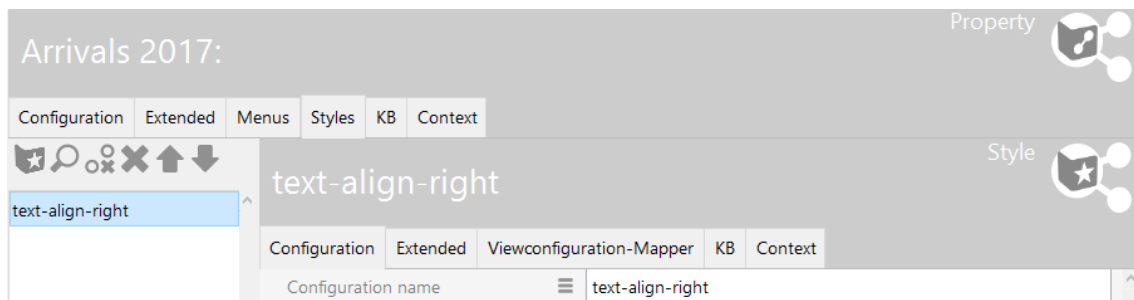 Property
Arrivals 2017:
Configuration Extended Menus Styles KB Context
Style
text-align-right
text-align-right
Configuration Extended Viewconfiguration-Mapper KB Context
Configuration name text-align-right